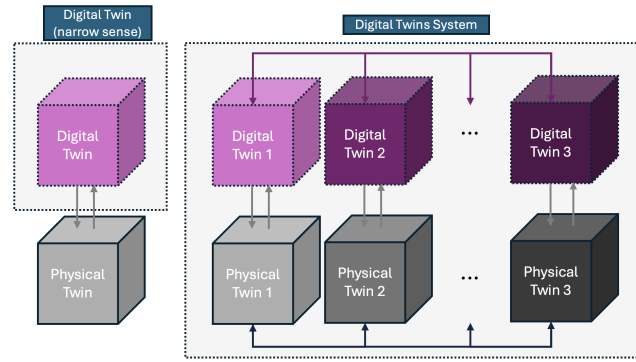 Digital Twin
(narrow sense)
Digital Twins System
Digital
Twin
Digital
Twin 1
Digital
Twin 2
...
Digital
Twin 3
Physical
Twin
Physical
Twin 1
Physical
Twin 2
...
Physical
Twin 3